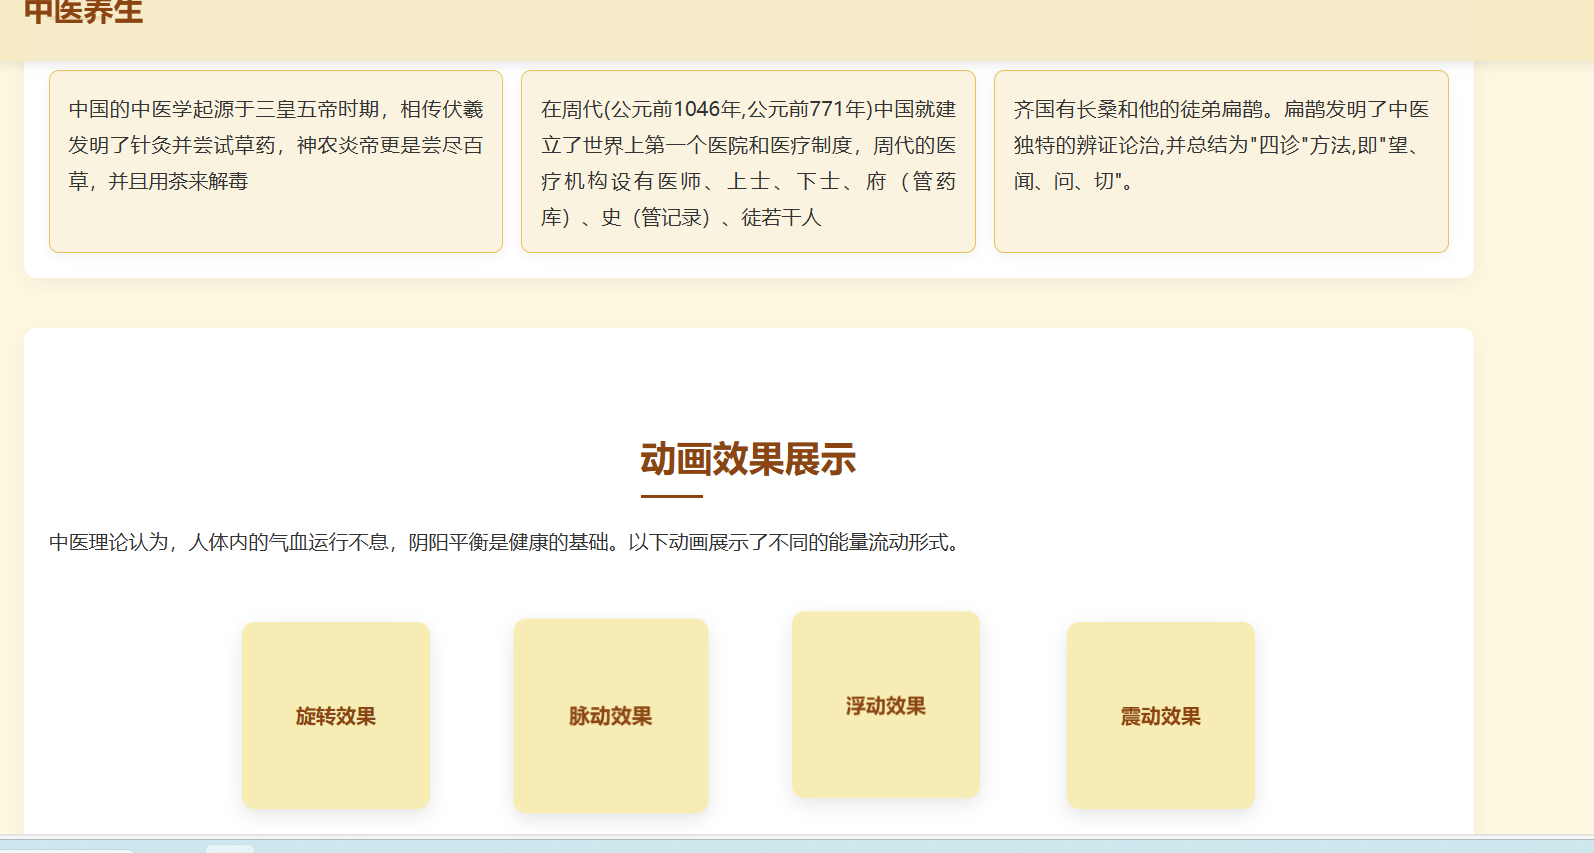 中医养生
中国的中医学起源于三皇五帝时期，相传伏羲
发明了针灸并尝试草药，神农炎帝更是尝尽百
草，并且用茶来解毒
在周代(公元前1046年,公元前771年)中国就建
立了世界上第一个医院和医疗制度，周代的医
疗机构设有医师、上士、下士、府（管药
库）、史（管记录）、徒若干人
齐国有长桑和他的徒弟扁鹊。扁鹊发明了中医
独特的辨证论治,并总结为"四诊"方法,即"望、
闻、问、切"。
动画效果展示
中医理论认为，人体内的气血运行不息，阴阳平衡是健康的基础。以下动画展示了不同的能量流动形式。
旋转效果
脉动效果
浮动效果
震动效果